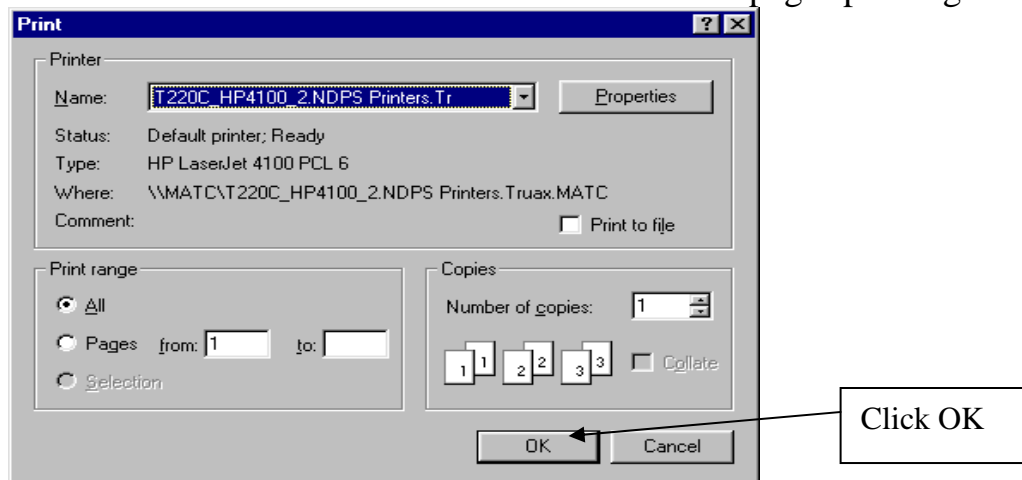 Print
Printer
Name: T220C_HP4100_2.NDPS Printers.Tr Properties
Status: Default printer; Ready
Type: HP LaserJet 4100 PCL 6
Where: \\MATC\T220C_HP4100_2.NDPS Printers.Truax.MATC
Comment: Print to file
Print range
All
Pages from: 1 to:
Selection
Copies
Number of copies: 1
1 1 2 2 3 3 Collate
Click OK
OK Cancel